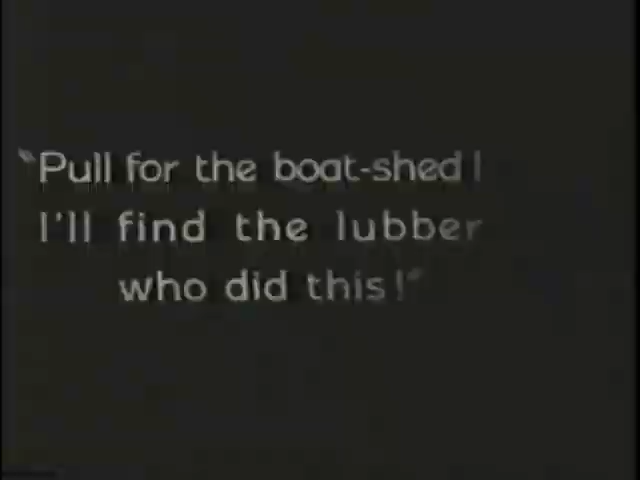 "Pull for the boat-shed!
I'll find the lubber
who did this!"